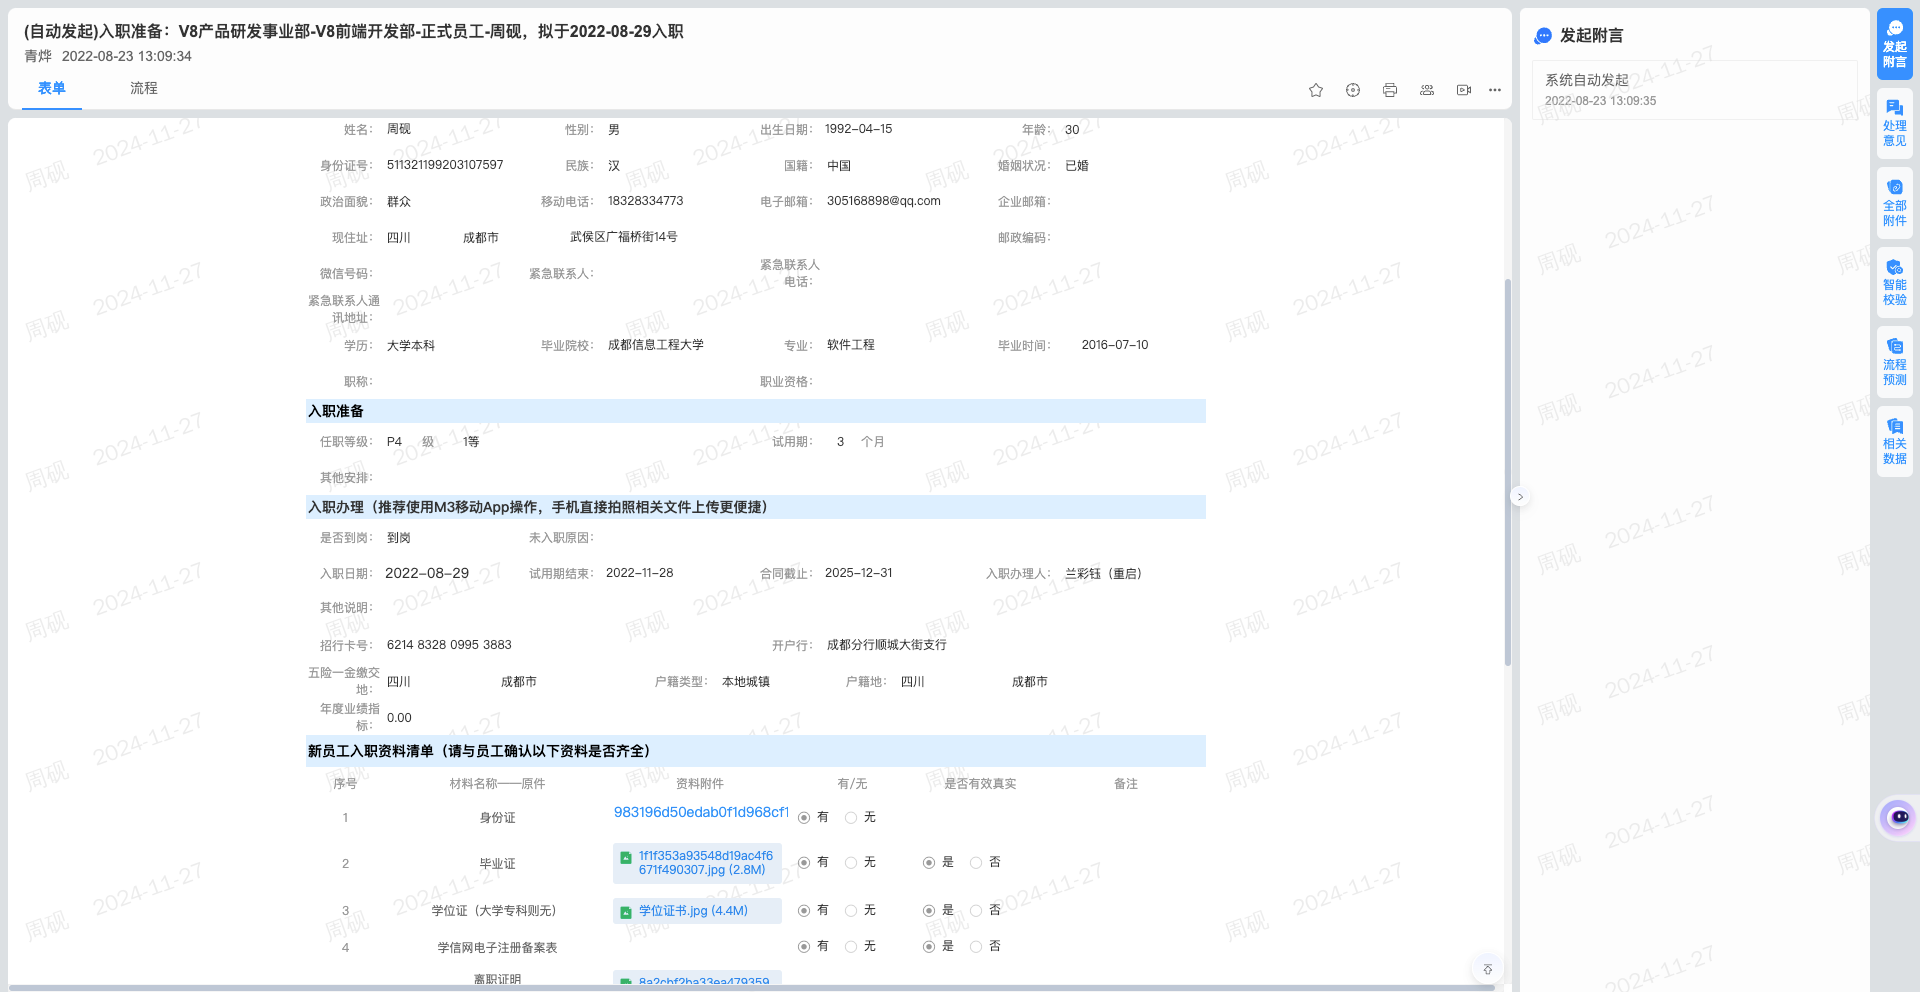 (自动发起)入职准备：V8产品研发事业部-V8前端开发部-正式员工-周砚，拟于2022-08-29入职
青烨 2022-08-23 13:09:34
表单 流程
姓名： 周砚 性别： 男 出生日期： 1992-04-15 年龄： 30
身份证号： 511321199203107597 民族： 汉 国籍： 中国 婚姻状况： 已婚
政治面貌： 群众 移动电话： 18328334773 电子邮箱： 305168898@qq.com 企业邮箱：
现住址： 四川 成都市 武侯区广福桥街14号 邮政编码：
微信号码： 紧急联系人： 紧急联系人
电话：
紧急联系人通
讯地址：
学历： 大学本科 毕业院校： 成都信息工程大学 专业： 软件工程 毕业时间： 2016-07-10
职称： 职业资格：
入职准备
任职等级： P4 级 1等 试用期： 3 个月
其他安排：
入职办理（推荐使用M3移动App操作，手机直接拍照相关文件上传更便捷）
是否到岗： 到岗 未入职原因：
入职日期： 2022-08-29 试用期结束： 2022-11-28 合同截止： 2025-12-31 入职办理人： 兰彩钰（重启）
其他说明：
招行卡号： 6214 8328 0995 3883 开户行： 成都分行顺城大街支行
五险一金缴交
地： 四川 成都市 户籍类型： 本地城镇 户籍地： 四川 成都市
年度业绩指
标： 0.00
新员工入职资料清单（请与员工确认以下资料是否齐全）
序号 材料名称——原件 资料附件 有/无 是否有效真实 备注
1 身份证 983196d50edab0f1d968cf1 有 无
2 毕业证 1f1f353a93548d19ac4f6
671f490307.jpg (2.8M) 有 无 是 否
3 学位证（大学专科则无） 学位证书.jpg (4.4M) 有 无 是 否
4 学信网电子注册备案表 有 无 是 否
离职证明 8a2cbf2ba33ea479359
发起附言
系统自动发起
2022-08-23 13:09:35
发起
附言
处理
意见
全部
附件
智能
校验
流程
预测
相关
数据
周砚 2024-11-27